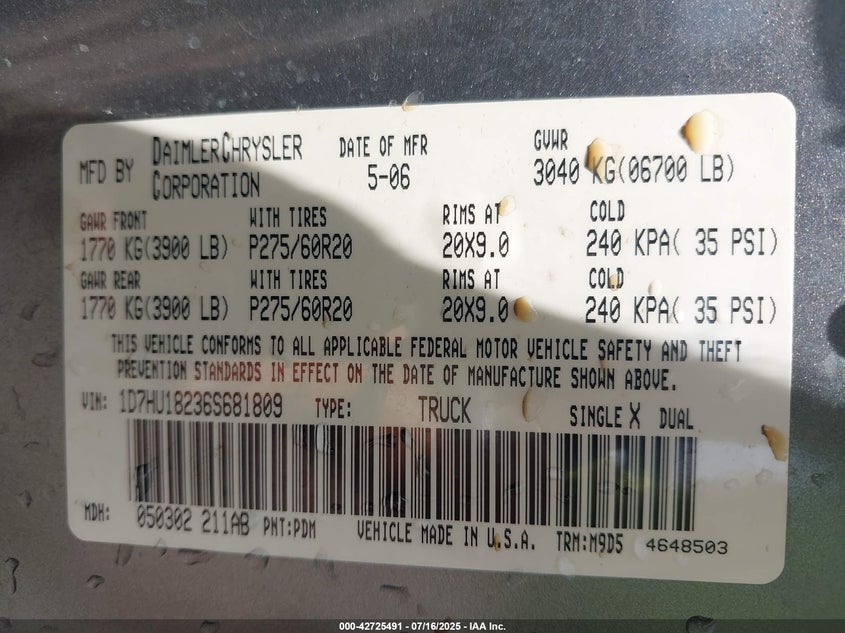 MFD BY DAIMLERCHRYSLER CORPORATION DATE OF MFR 5-06 GVWR 3040 KG(06700 LB)
GAWR FRONT WITH TIRES RIMS AT COLD
1770 KG(3900 LB) P275/60R20 20X9.0 240 KPA( 35 PSI)
GAWR REAR WITH TIRES RIMS AT COLD
1770 KG(3900 LB) P275/60R20 20X9.0 240 KPA( 35 PSI)
THIS VEHICLE CONFORMS TO ALL APPLICABLE FEDERAL MOTOR VEHICLE SAFETY AND THEFT
PREVENTION STANDARDS IN EFFECT ON THE DATE OF MANUFACTURE SHOWN ABOVE.
VIN: 1D7HU18236S681809 TYPE: TRUCK SINGLE X DUAL
MDH: 050302 211AB PNT:PDM VEHICLE MADE IN U.S.A. TRM:M9D5 4648503
000-42725491 - 07/16/2025 - IAA Inc.